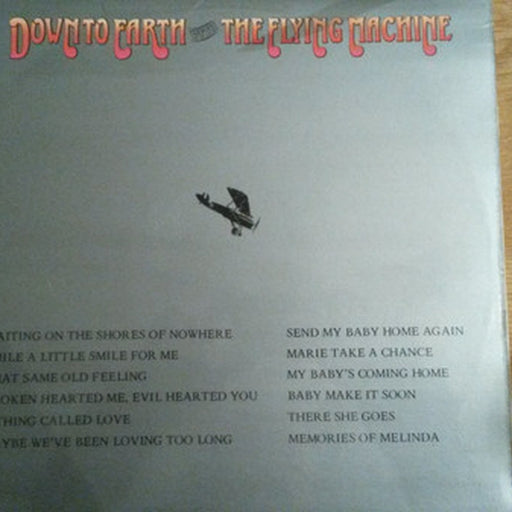 DOWN TO EARTH THE FLYING MACHINE
AITING ON THE SHORES OF NOWHERE
ILE A LITTLE SMILE FOR ME
AT SAME OLD FEELING
OKEN HEARTED ME, EVIL HEARTED YOU
THING CALLED LOVE
YBE WE'VE BEEN LOVING TOO LONG
SEND MY BABY HOME AGAIN
MARIE TAKE A CHANCE
MY BABY'S COMING HOME
BABY MAKE IT SOON
THERE SHE GOES
MEMORIES OF MELINDA